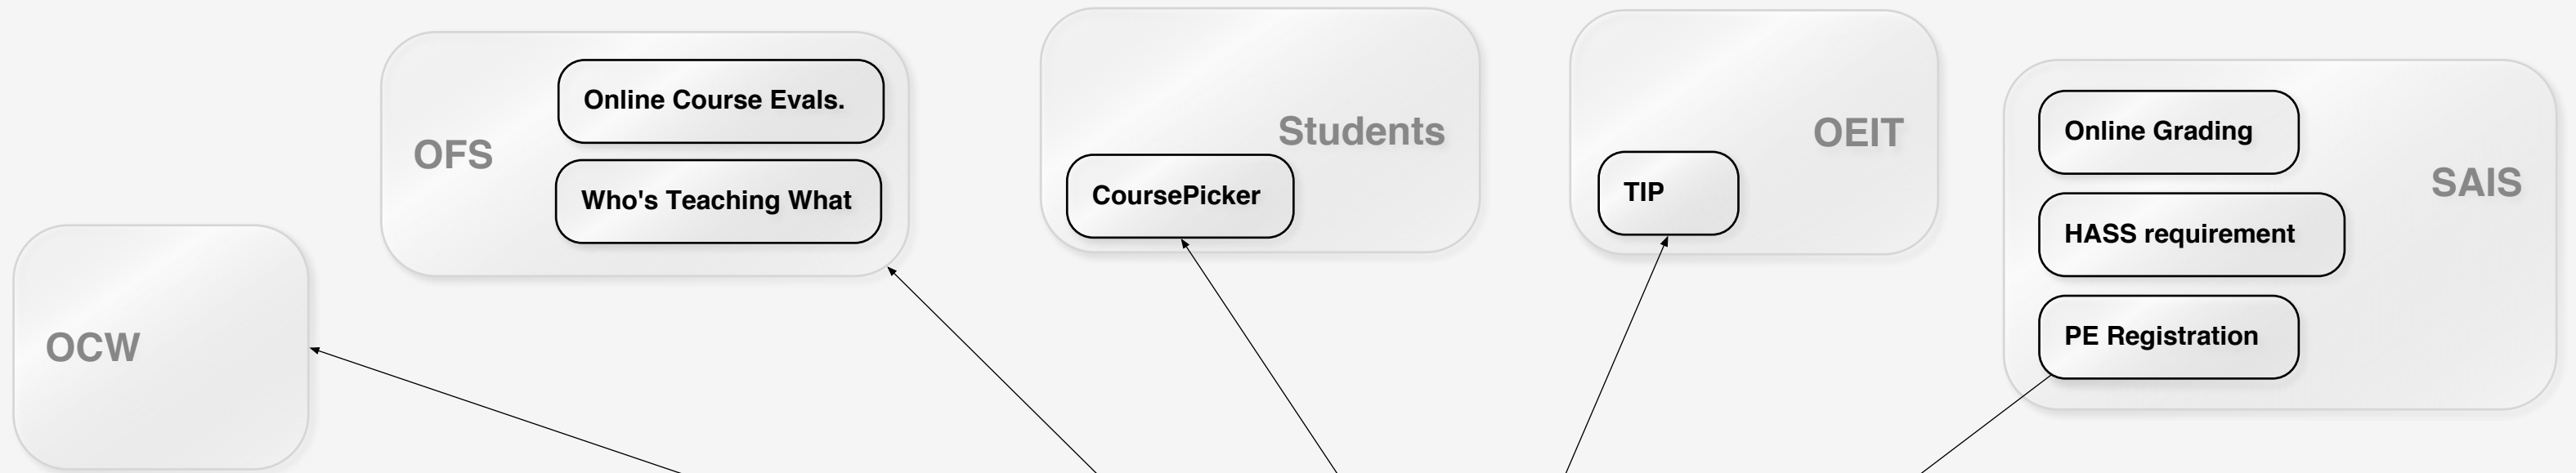 OCW
OFS
Online Course Evals.
Who's Teaching What
Students
CoursePicker
OEIT
TIP
SAIS
Online Grading
HASS requirement
PE Registration